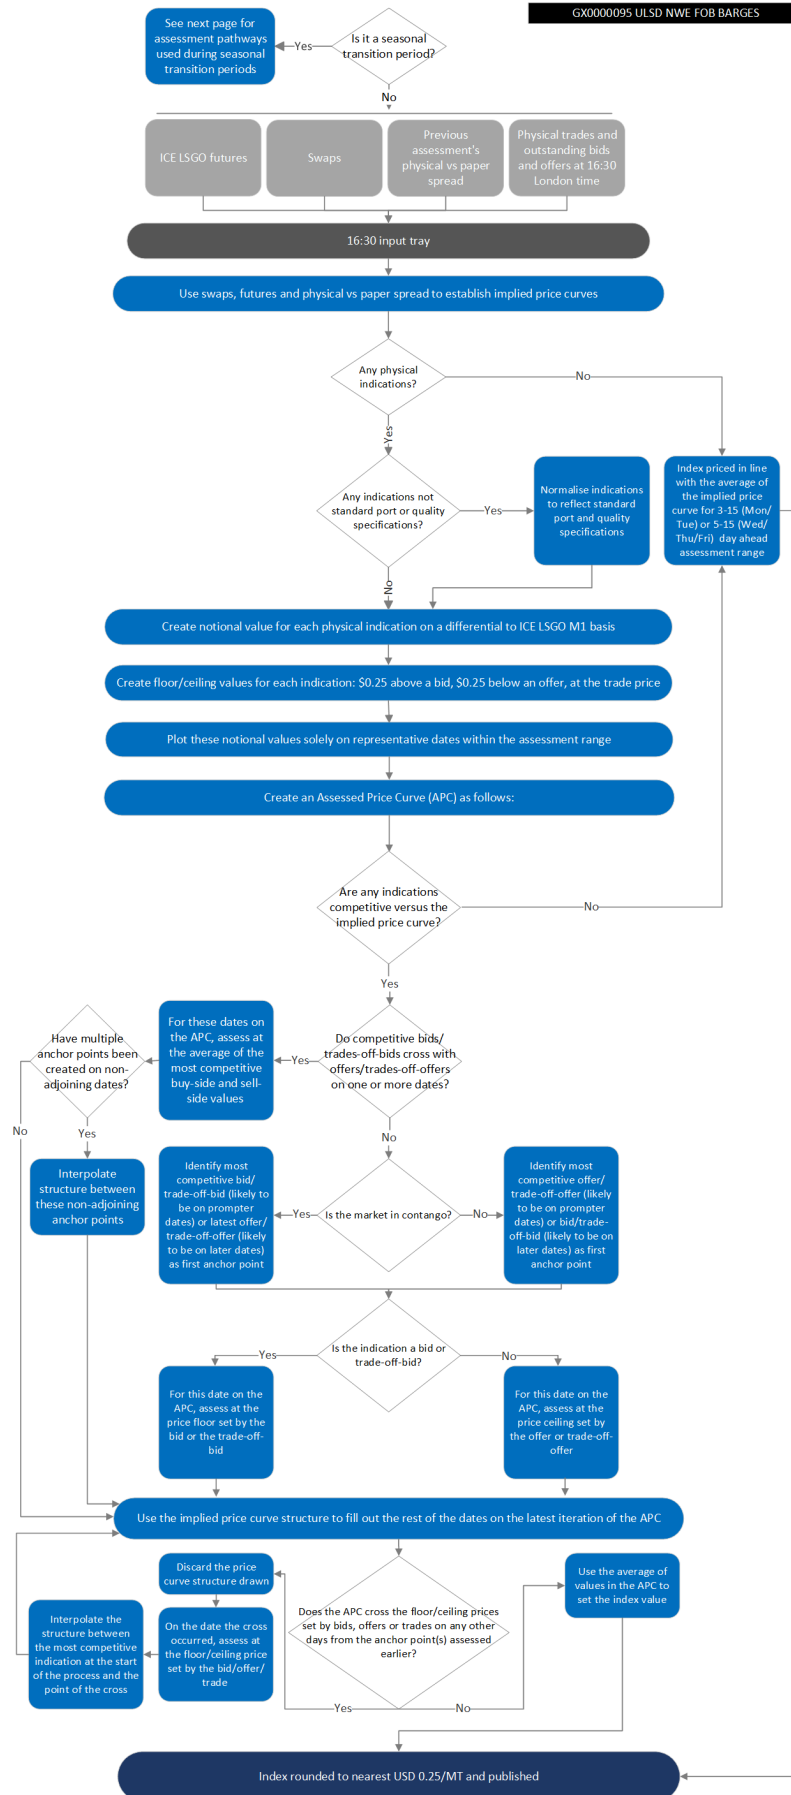 GX0000095 ULSD NWE FOB BARGES
See next page for
assessment pathways
used during seasonal
transition periods
Yes
Is it a seasonal
transition period?
No
ICE LSGO futures
Swaps
Previous
assessment's
physical vs paper
spread
Physical trades and
outstanding bids
and offers at 16:30
London time
16:30 input tray
Use swaps, futures and physical vs paper spread to establish implied price curves
Any physical
indications?
No
Yes
Any indications not
standard port or quality
specifications?
Yes
Normalise indications
to reflect standard
port and quality
specifications
Index priced in line
with the average of
the implied price
curve for 3-15 (Mon/
Tue) or 5-15 (Wed/
Thu/Fri) day ahead
assessment range
No
Create notional value for each physical indication on a differential to ICE LSGO M1 basis
Create floor/ceiling values for each indication: $0.25 above a bid, $0.25 below an offer, at the trade price
Plot these notional values solely on representative dates within the assessment range
Create an Assessed Price Curve (APC) as follows:
Are any indications
competitive versus the
implied price curve?
No
Yes
Have multiple
anchor points been
created on non-
adjoining dates?
For these dates on
the APC, assess at
the average of the
most competitive
buy-side and sell-
side values
Yes
Do competitive bids/
trades-off-bids cross with
offers/trades-off-offers
on one or more dates?
No
Yes
No
Interpolate
structure between
these non-adjoining
anchor points
Identify most
competitive bid/
trade-off-bid (likely to
be on prompter
dates) or latest offer/
trade-off-offer (likely
to be on later dates)
as first anchor point
Yes
Is the market in contango?
No
Identify most
competitive offer/
trade-off-offer (likely
to be on prompter
dates) or bid/trade-
off-bid (likely to be on
later dates) as first
anchor point
Yes
Is the indication a bid or
trade-off-bid?
No
For this date on the
APC, assess at the
price floor set by the
bid or the trade-off-
bid
For this date on the
APC, assess at the
price ceiling set by
the offer or trade-off-
offer
Use the implied price curve structure to fill out the rest of the dates on the latest iteration of the APC
Discard the price
curve structure drawn
Use the average of
values in the APC to
set the index value
Interpolate the
structure between
the most competitive
indication at the start
of the process and the
point of the cross
On the date the
cross occurred, assess at
the floor/ceiling price
set by the bid/offer/
trade
Does the APC cross the floor/ceiling prices
set by bids, offers or trades on any other
days from the anchor point(s) assessed
earlier?
Yes
No
Index rounded to nearest USD 0.25/MT and published